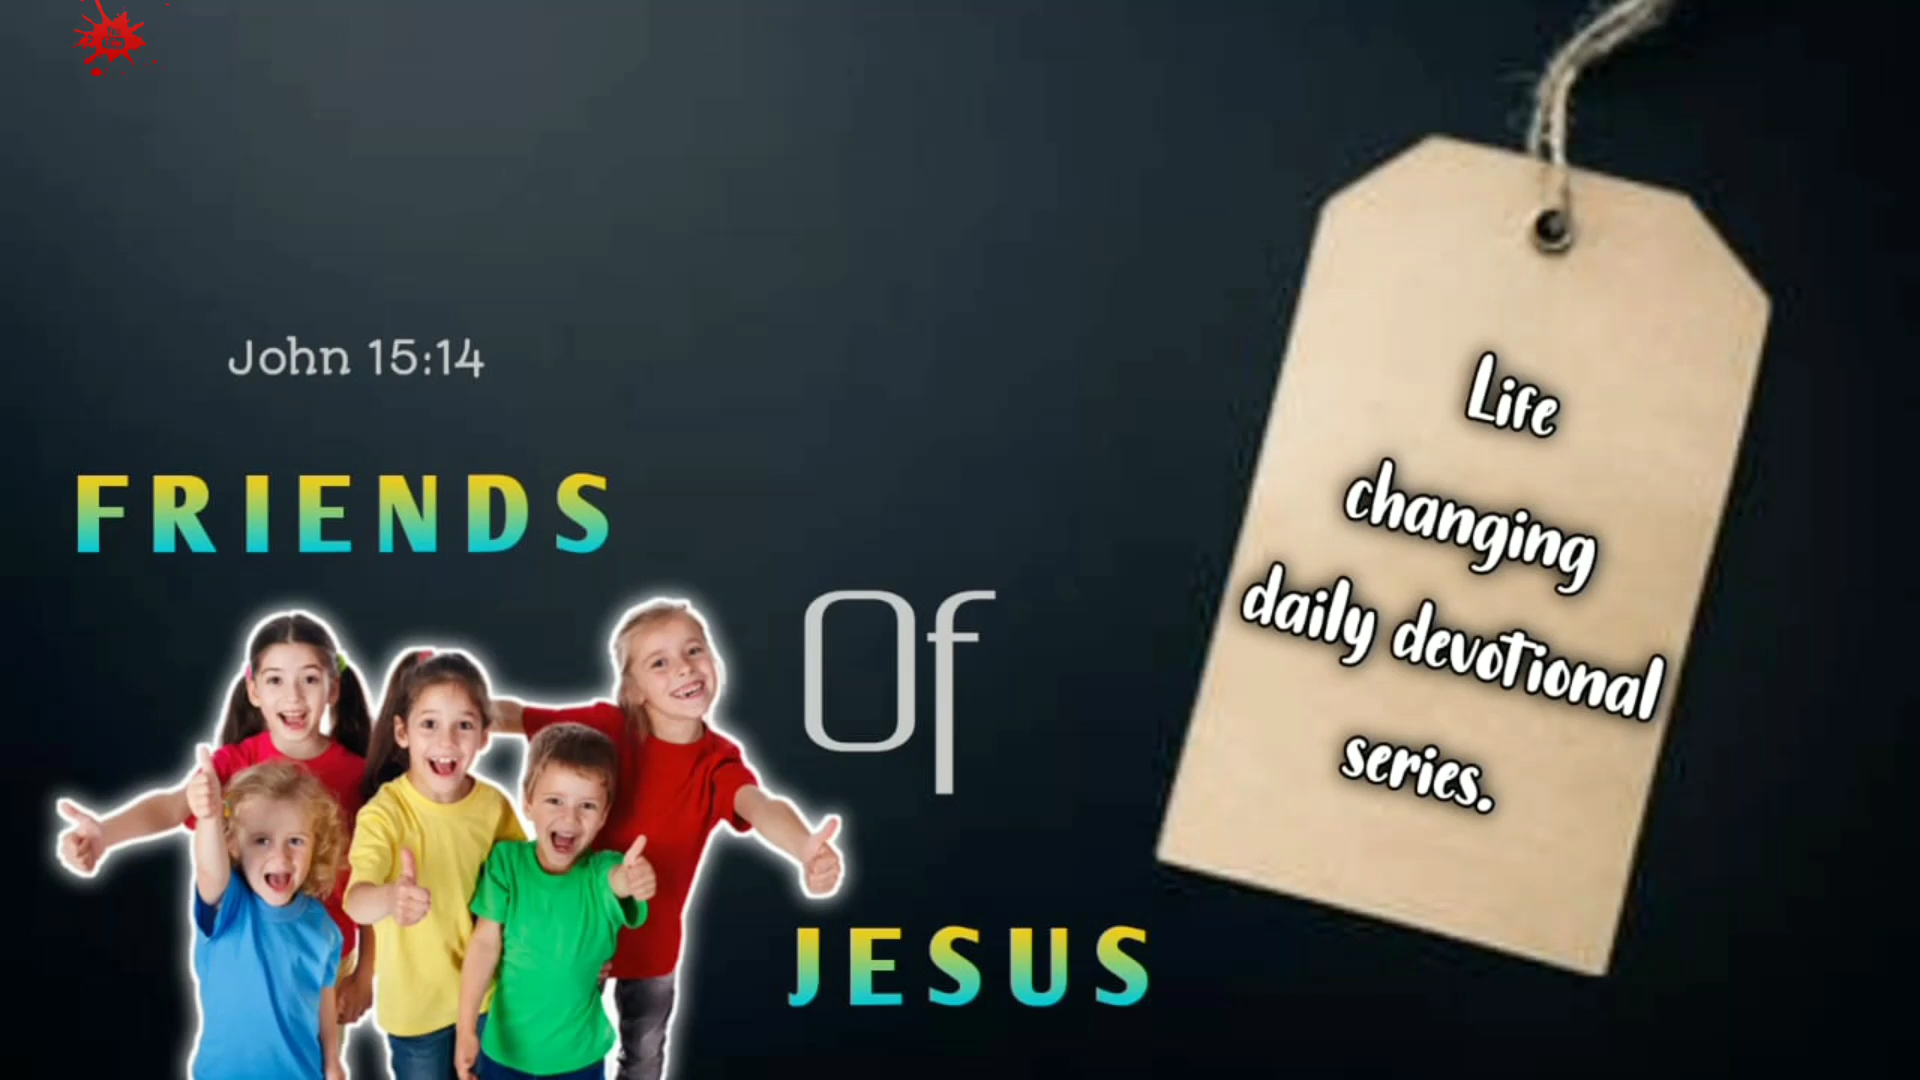 John 15:14
FRIENDS
Of
JESUS
Life
changing
daily devotional
series.